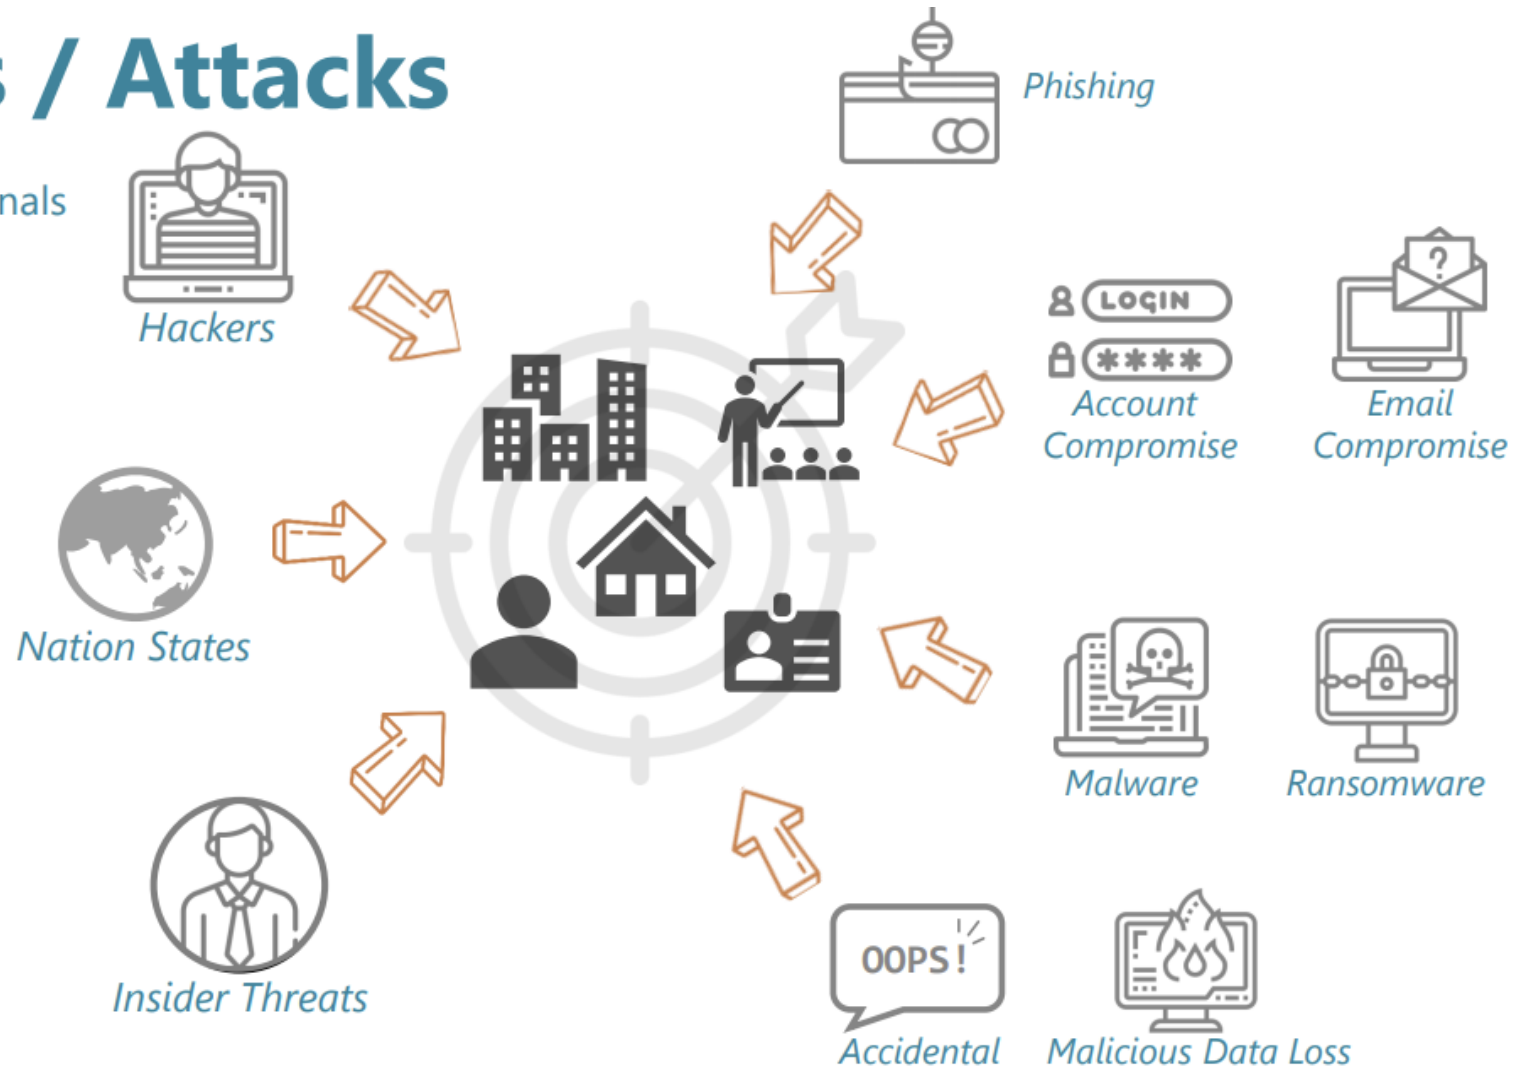 s / Attacks
Phishing
nals
Hackers
LOGIN
****
Account
Compromise
?
Email
Compromise
Nation States
Malware
Ransomware
Insider Threats
OOPS!
Accidental
Malicious Data Loss